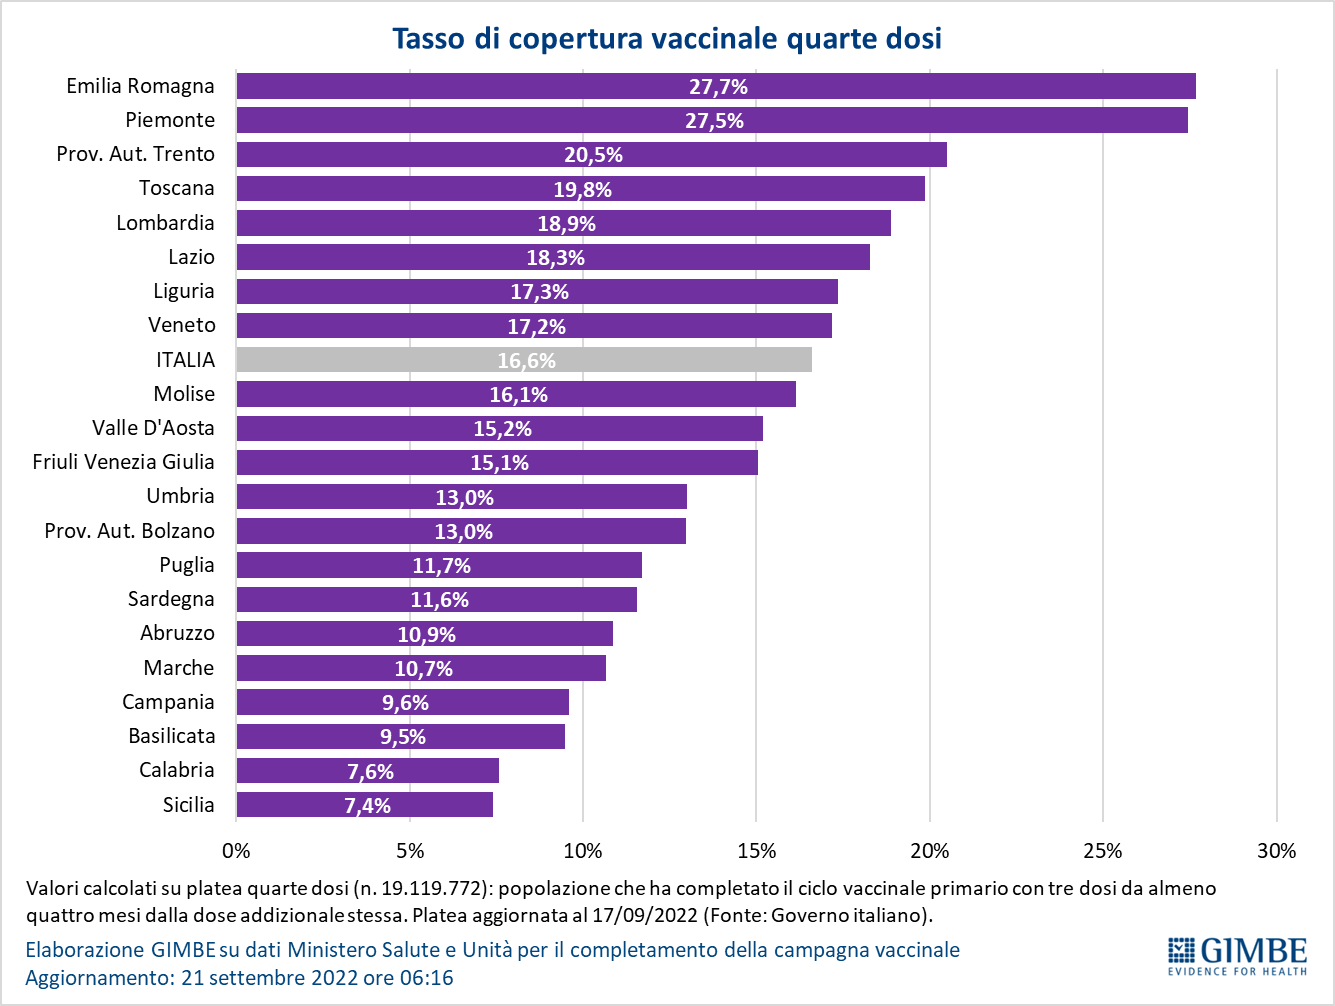 Tasso di copertura vaccinale quarte dosi
Emilia Romagna 27,7%
Piemonte 27,5%
Prov. Aut. Trento 20,5%
Toscana 19,8%
Lombardia 18,9%
Lazio 18,3%
Liguria 17,3%
Veneto 17,2%
ITALIA 16,6%
Molise 16,1%
Valle D'Aosta 15,2%
Friuli Venezia Giulia 15,1%
Umbria 13,0%
Prov. Aut. Bolzano 13,0%
Puglia 11,7%
Sardegna 11,6%
Abruzzo 10,9%
Marche 10,7%
Campania 9,6%
Basilicata 9,5%
Calabria 7,6%
Sicilia 7,4%
0% 5% 10% 15% 20% 25% 30%
Valori calcolati su platea quarte dosi (n. 19.119.772): popolazione che ha completato il ciclo vaccinale primario con tre dosi da almeno
quattro mesi dalla dose addizionale stessa. Platea aggiornata al 17/09/2022 (Fonte: Governo italiano).
Elaborazione GIMBE su dati Ministero Salute e Unità per il completamento della campagna vaccinale
Aggiornamento: 21 settembre 2022 ore 06:16
GIMBE
EVIDENCE FOR HEALTH